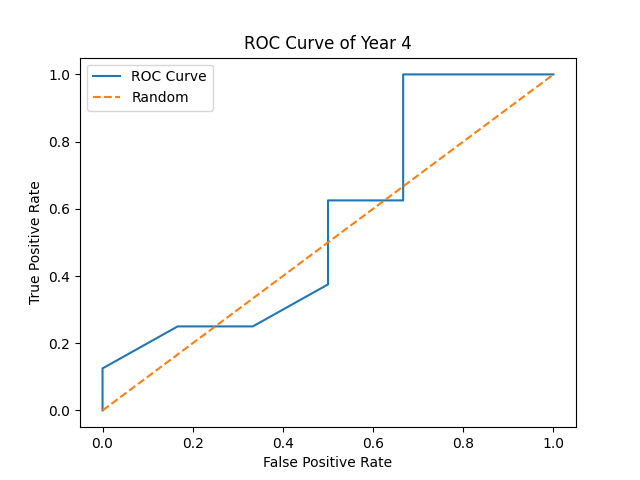 ROC Curve of Year 4
ROC Curve
Random
True Positive Rate
1.0
0.8
0.6
0.4
0.2
0.0
0.0 0.2 0.4 0.6 0.8 1.0
False Positive Rate